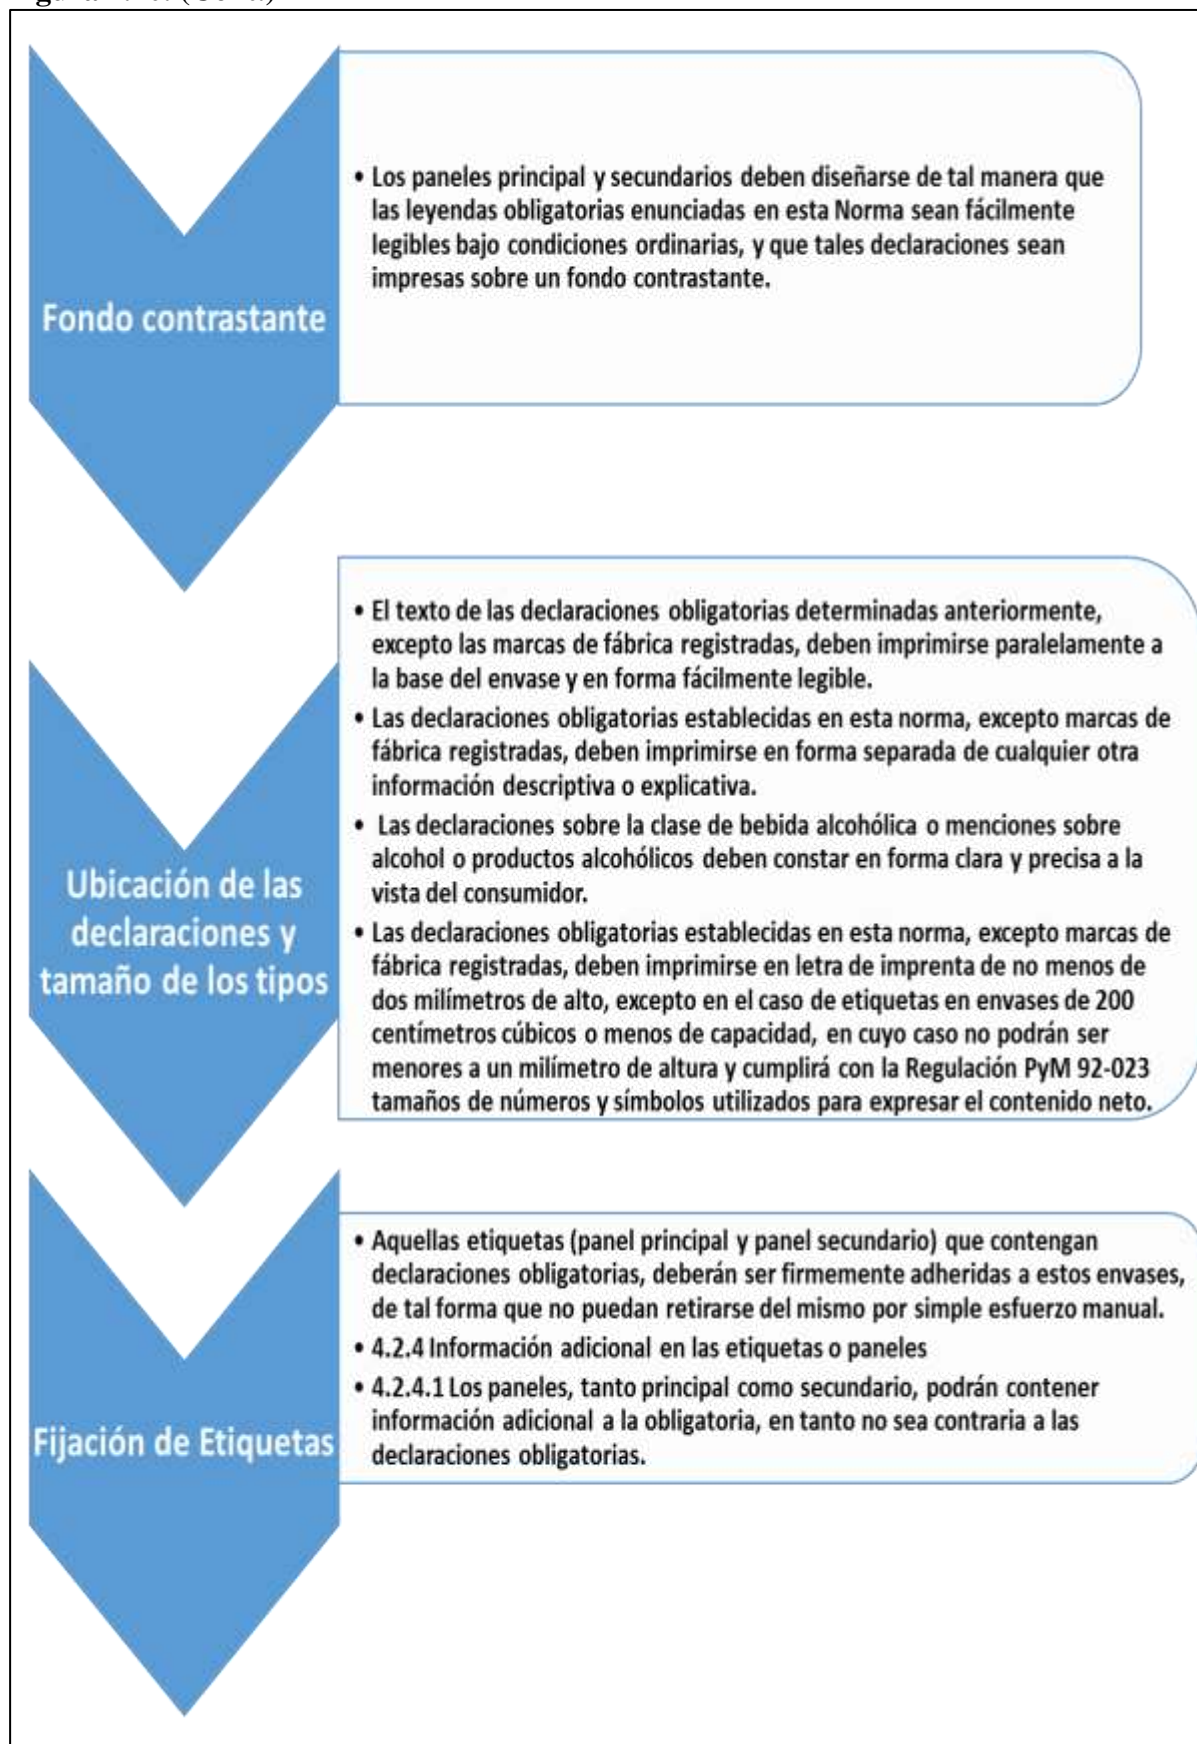 Fondo contrastante
• Los paneles principal y secundarios deben diseñarse de tal manera que
las leyendas obligatorias enunciadas en esta Norma sean fácilmente
legibles bajo condiciones ordinarias, y que tales declaraciones sean
impresas sobre un fondo contrastante.
Ubicación de las
declaraciones y
tamaño de los tipos
• El texto de las declaraciones obligatorias determinadas anteriormente,
excepto las marcas de fábrica registradas, deben imprimirse paralelamente a
la base del envase y en forma fácilmente legible.
• Las declaraciones obligatorias establecidas en esta norma, excepto marcas de
fábrica registradas, deben imprimirse en forma separada de cualquier otra
información descriptiva o explicativa.
• Las declaraciones sobre la clase de bebida alcohólica o menciones sobre
alcohol o productos alcohólicos deben constar en forma clara y precisa a la
vista del consumidor.
• Las declaraciones obligatorias establecidas en esta norma, excepto marcas de
fábrica registradas, deben imprimirse en letra de imprenta de no menos de
dos milímetros de alto, excepto en el caso de etiquetas en envases de 200
centímetros cúbicos o menos de capacidad, en cuyo caso no podrán ser
menores a un milímetro de altura y cumplirá con la Regulación PyM 92-023
tamaños de números y símbolos utilizados para expresar el contenido neto.
Fijación de Etiquetas
• Aquellas etiquetas (panel principal y panel secundario) que contengan
declaraciones obligatorias, deberán ser firmemente adheridas a estos envases,
de tal forma que no puedan retirarse del mismo por simple esfuerzo manual.
• 4.2.4 Información adicional en las etiquetas o paneles
• 4.2.4.1 Los paneles, tanto principal como secundario, podrán contener
información adicional a la obligatoria, en tanto no sea contraria a las
declaraciones obligatorias.